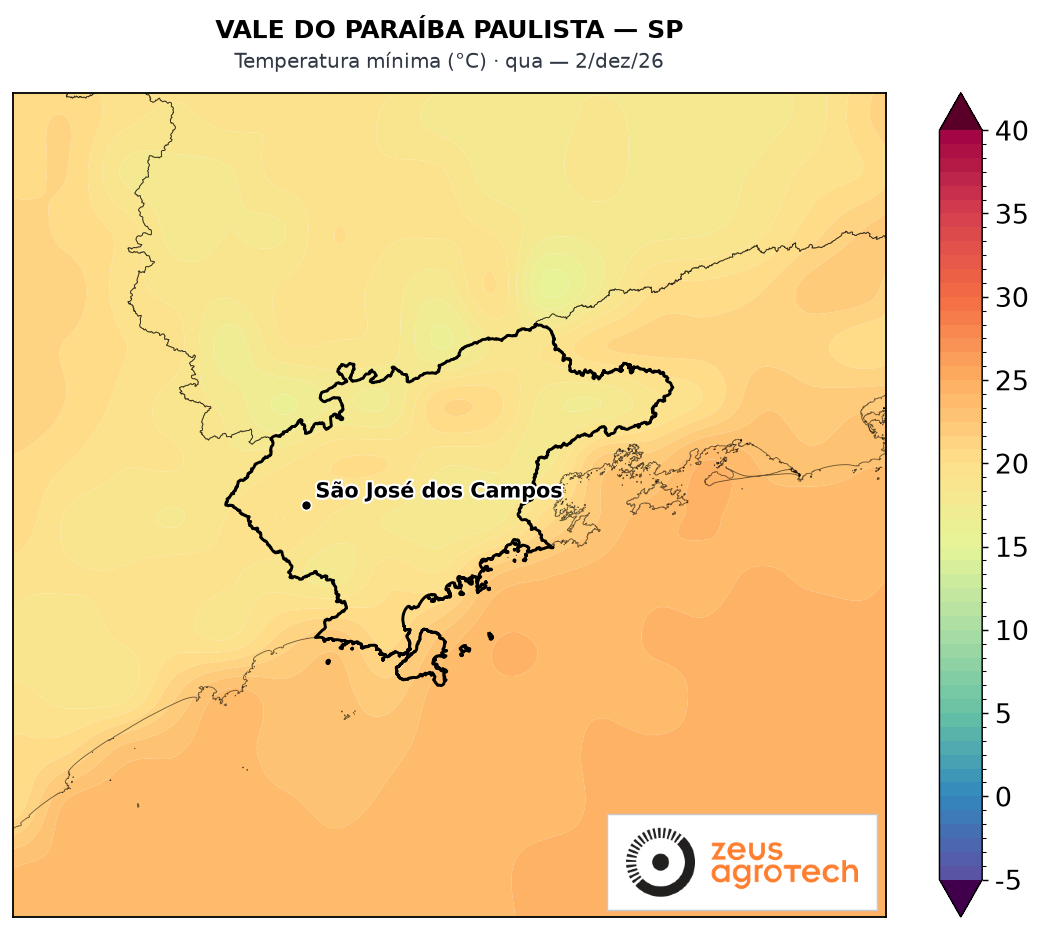 VALE DO PARAÍBA PAULISTA — SP
Temperatura mínima (°C) · qua — 2/dez/26
São José dos Campos
40
35
30
25
20
15
10
5
0
-5
zeus
agrotech